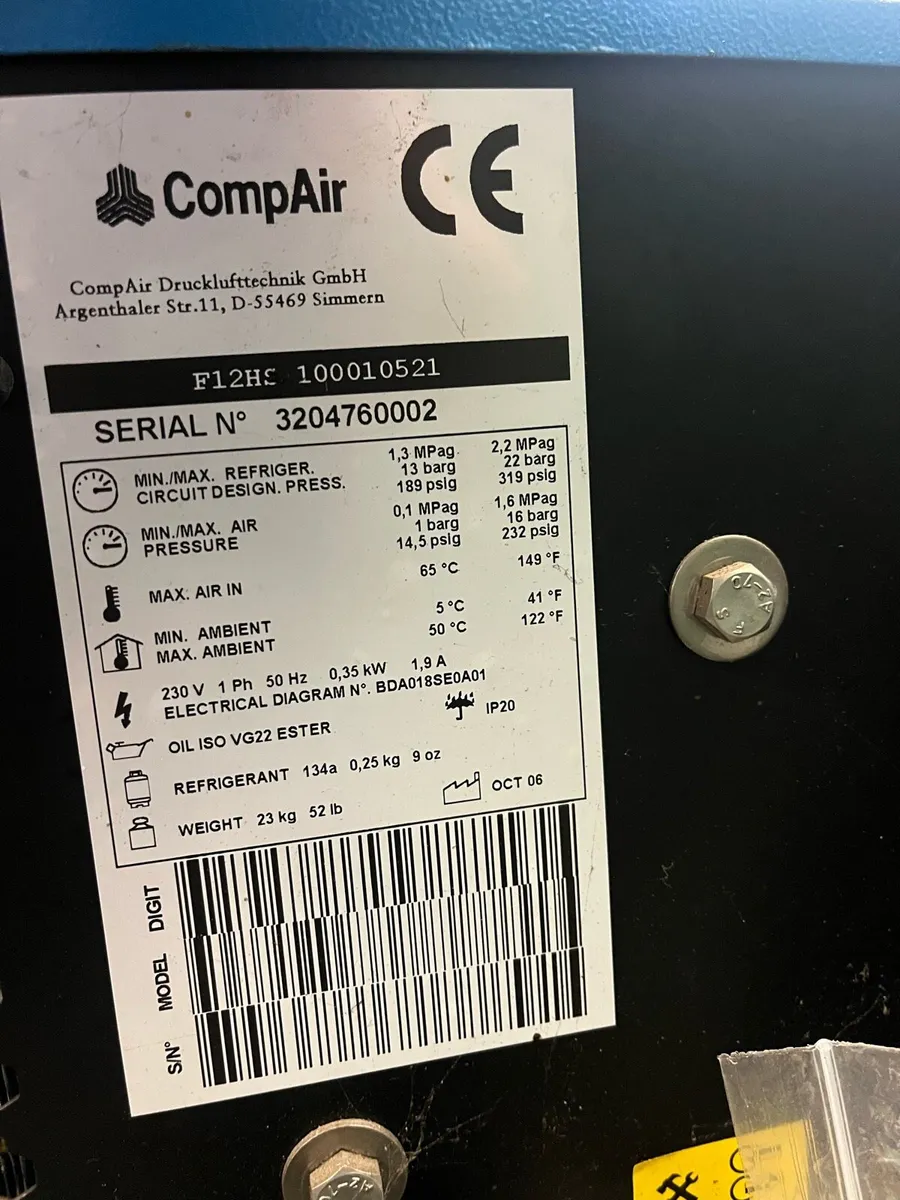 CompAir
CE
CompAir Drucklufttechnik GmbH
Argenthaler Str.11, D-55469 Simmern
F12HS 100010521
SERIAL N° 3204760002
MIN./MAX. REFRIGER. 1,3 MPag 2,2 MPag
CIRCUIT DESIGN. PRESS. 13 barg 22 barg
189 psig 319 psig
MIN./MAX. AIR 0,1 MPag 1,6 MPag
PRESSURE 1 barg 16 barg
14,5 psig 232 psig
MAX. AIR IN 65 °C 149 °F
MIN. AMBIENT 5 °C 41 °F
MAX. AMBIENT 50 °C 122 °F
230 V 1 Ph 50 Hz 0,35 kW 1,9 A
ELECTRICAL DIAGRAM N°. BDA018SE0A01
OIL ISO VG22 ESTER IP20
REFRIGERANT 134a 0,25 kg 9 oz
WEIGHT 23 kg 52 lb OCT 06
DIGIT
MODEL
S/N°
A2-70